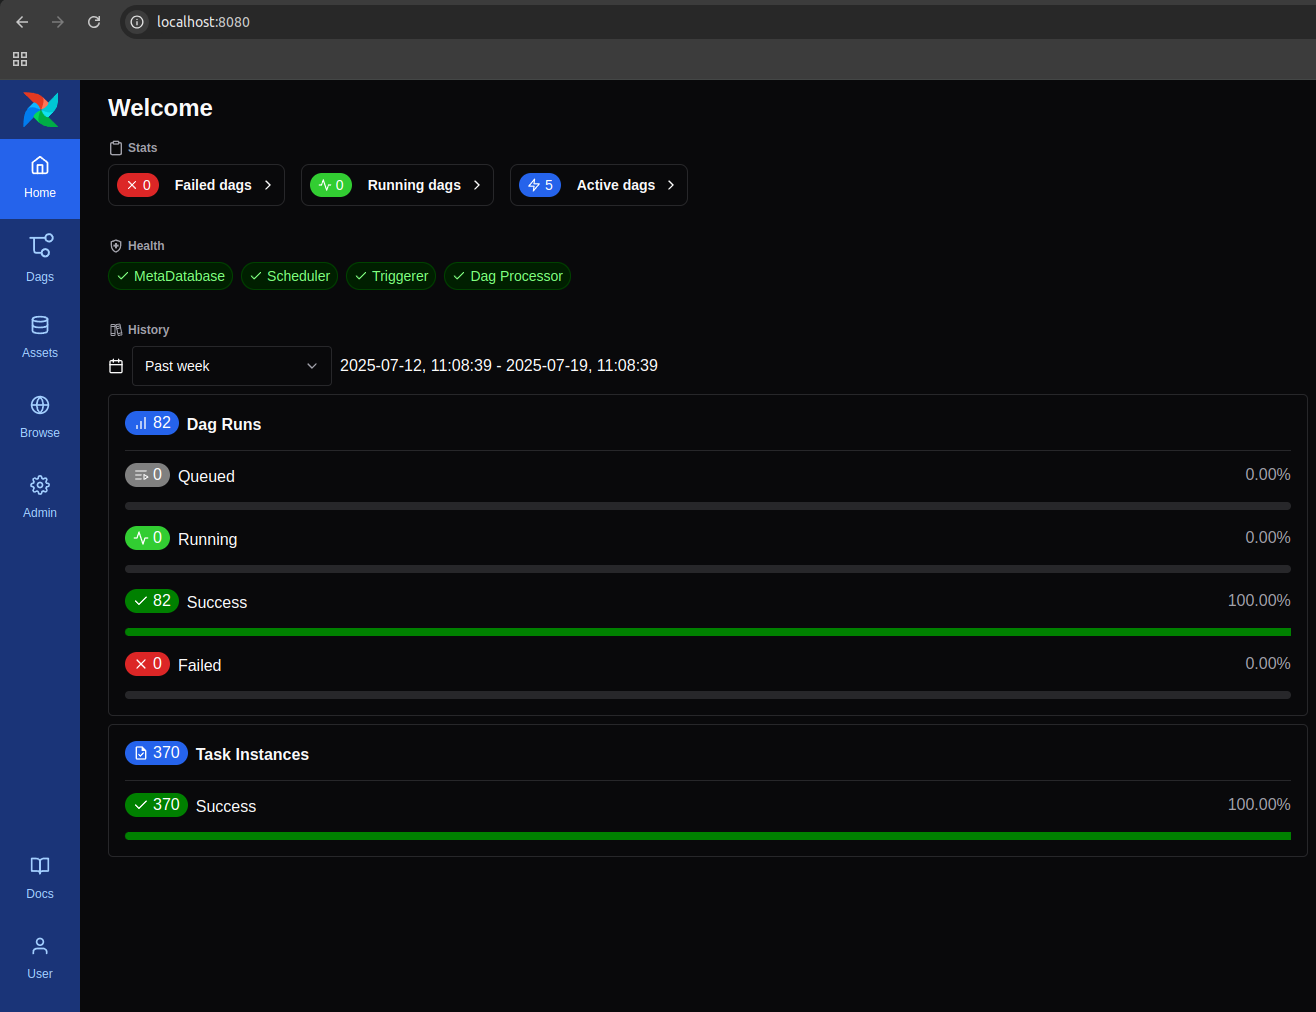 localhost:8080
Welcome
Stats
0 Failed dags
0 Running dags
5 Active dags
Health
MetaDatabase
Scheduler
Triggerer
Dag Processor
History
Past week
2025-07-12, 11:08:39 - 2025-07-19, 11:08:39
82 Dag Runs
0 Queued 0.00%
0 Running 0.00%
82 Success 100.00%
0 Failed 0.00%
370 Task Instances
370 Success 100.00%
Home
Dags
Assets
Browse
Admin
Docs
User